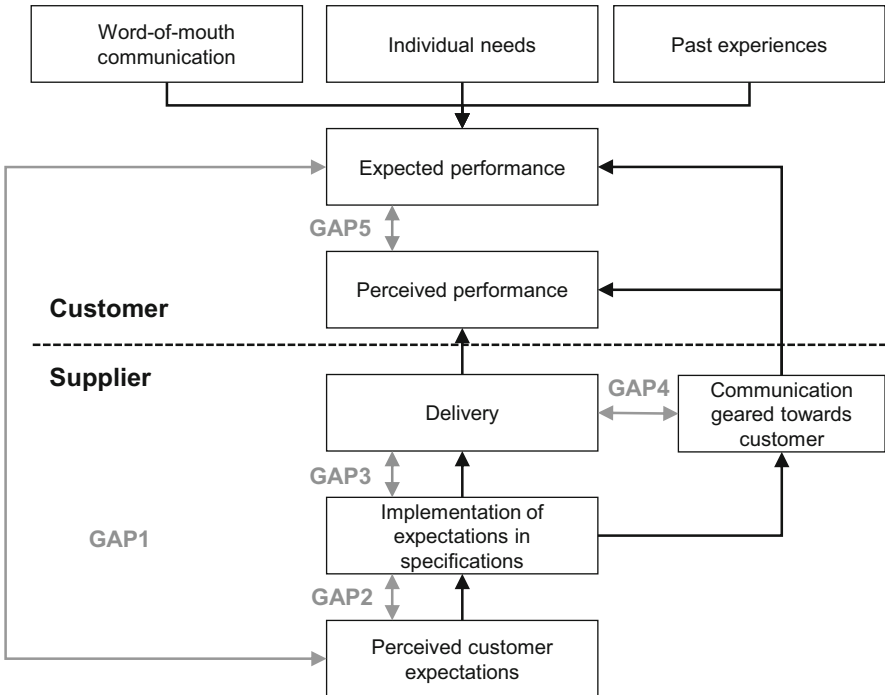 Word-of-mouth
communication
Individual needs
Past experiences
Expected performance
GAP5
Perceived performance
Customer
Supplier
Delivery
GAP4
Communication
geared towards
customer
GAP3
Implementation of
expectations in
specifications
GAP1
GAP2
Perceived customer
expectations